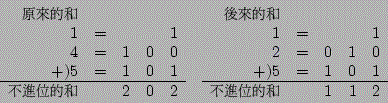 原來的和
1 = 1
4 = 1 0 0
+)5 = 1 0 1
不進位的和 2 0 2
後來的和
1 = 1
2 = 0 1 0
+)5 = 1 0 1
不進位的和 1 1 2